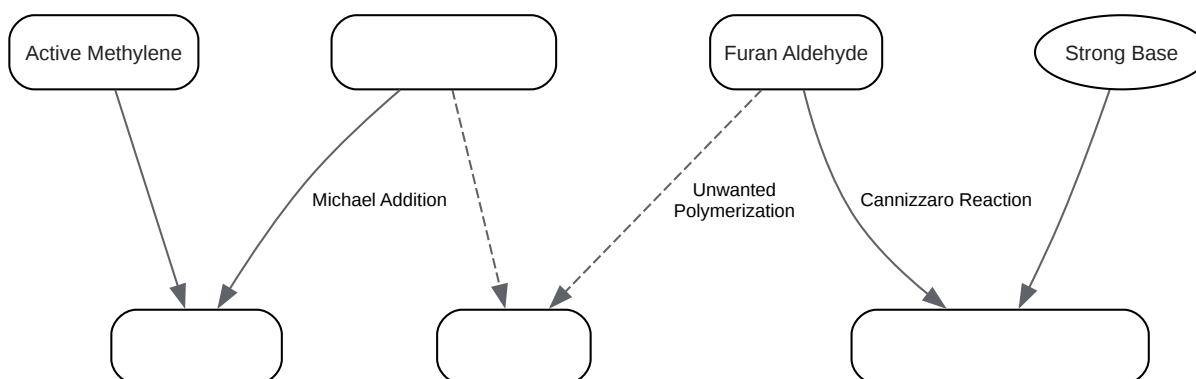 Active Methylene
Furan Aldehyde
Strong Base
Michael Addition
Unwanted
Polymerization
Cannizzaro Reaction